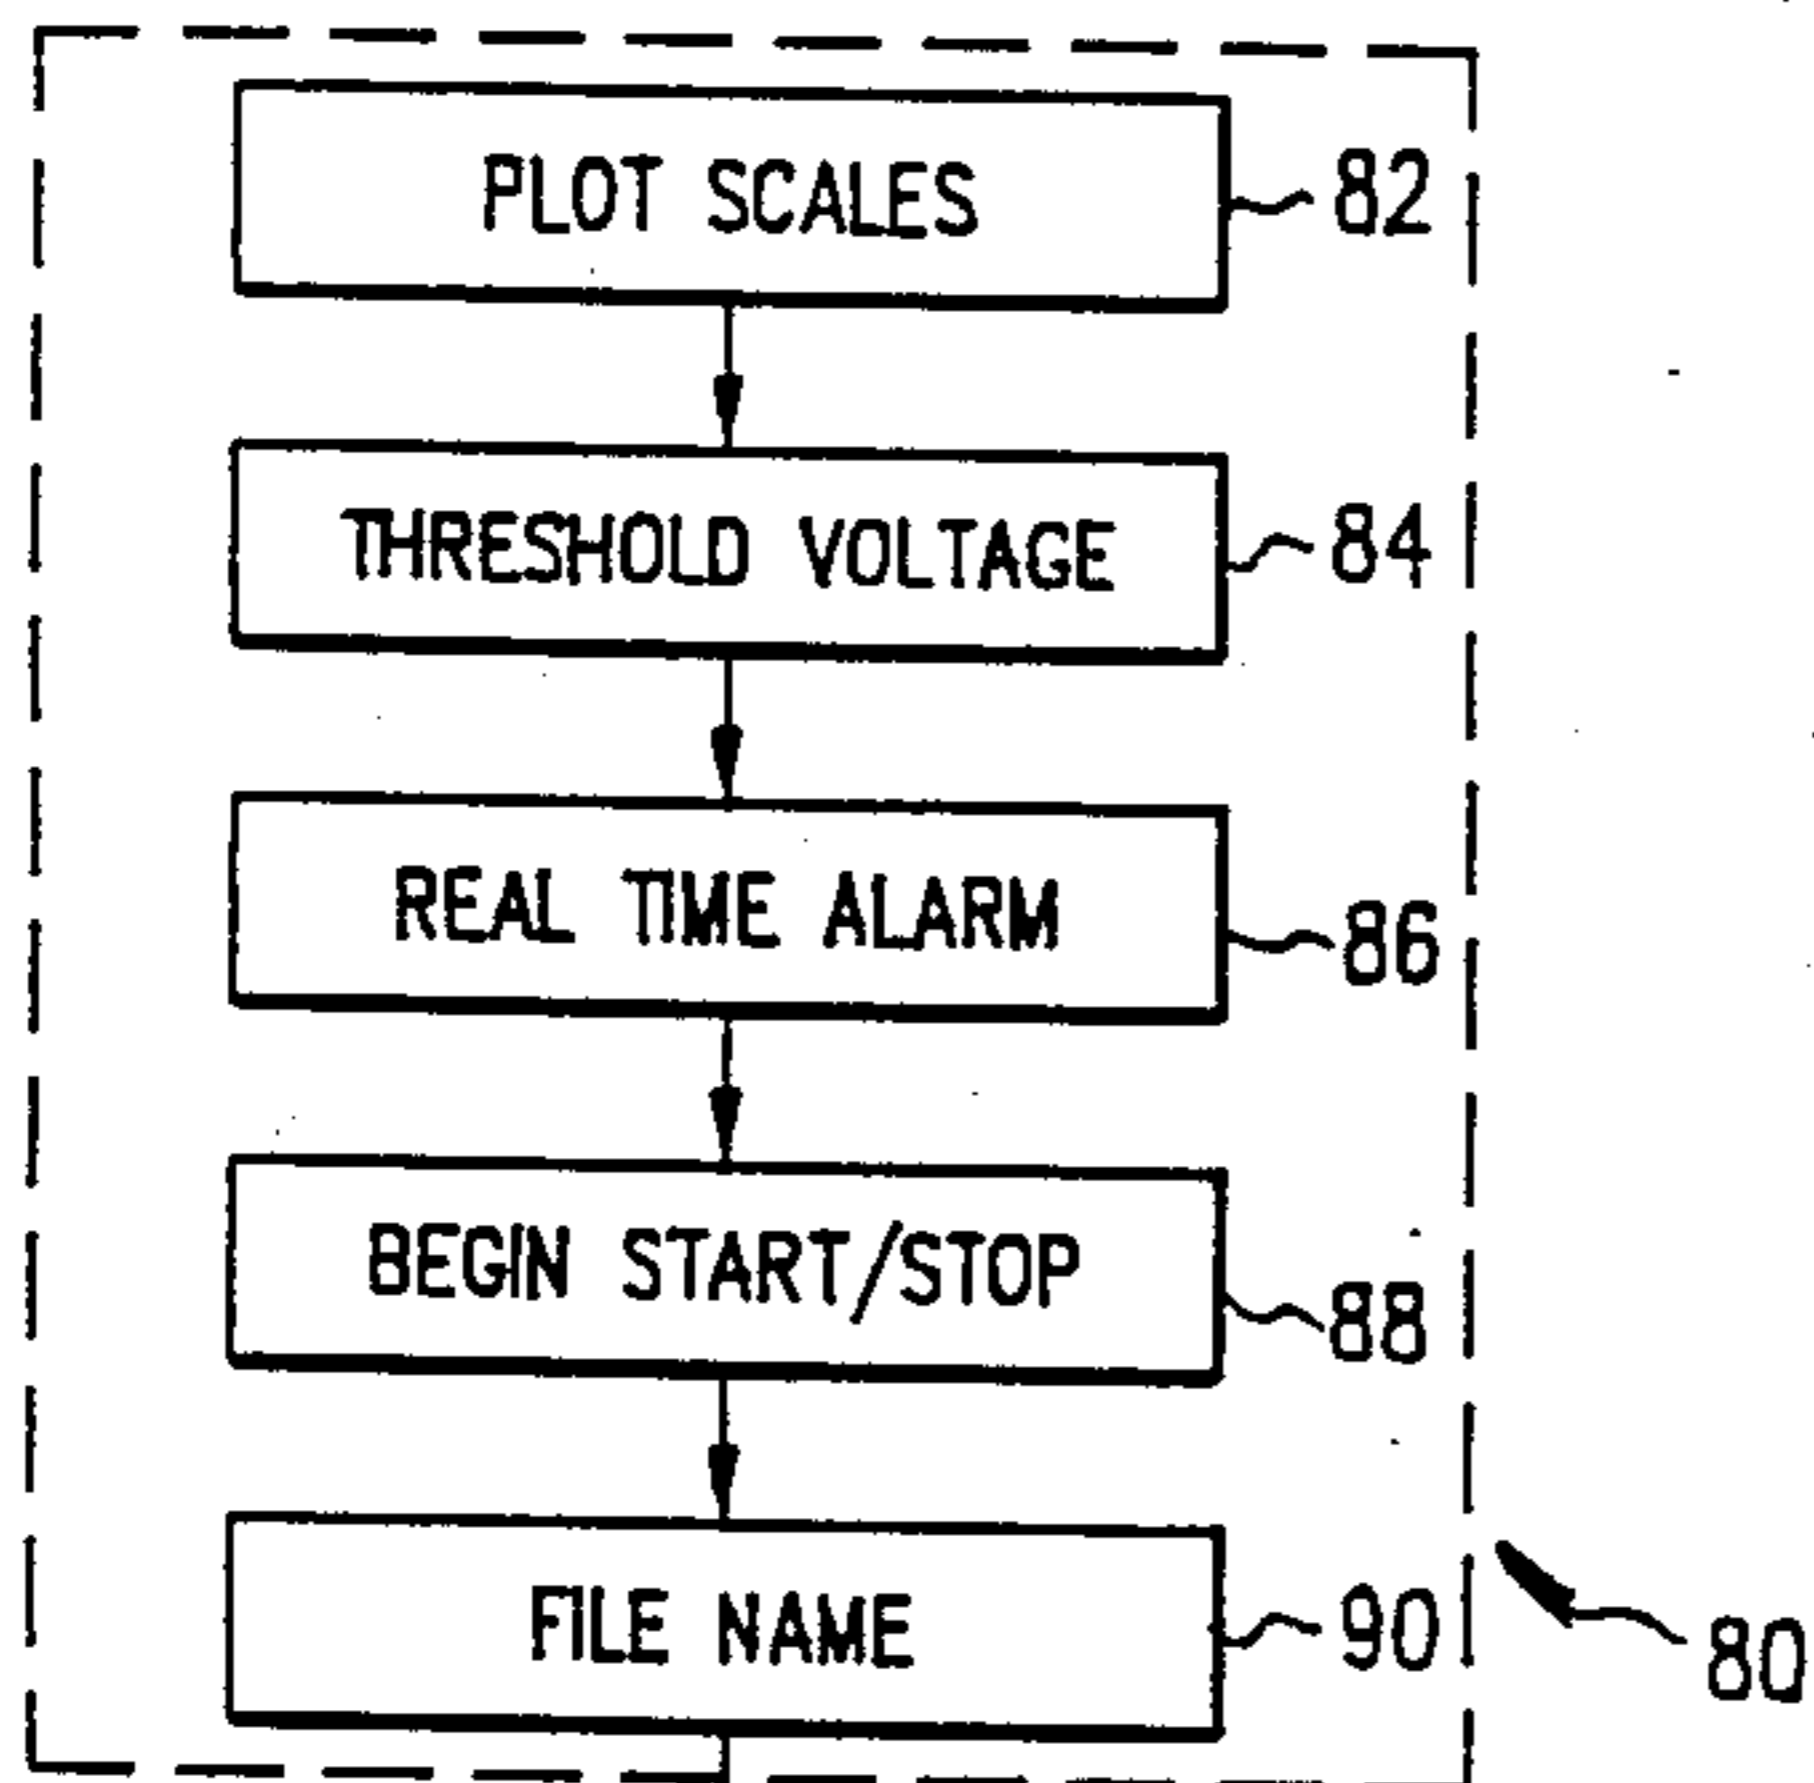 PLOT SCALES 82
THRESHOLD VOLTAGE 84
REAL TIME ALARM 86
BEGIN START/STOP 88
FILE NAME 90
80